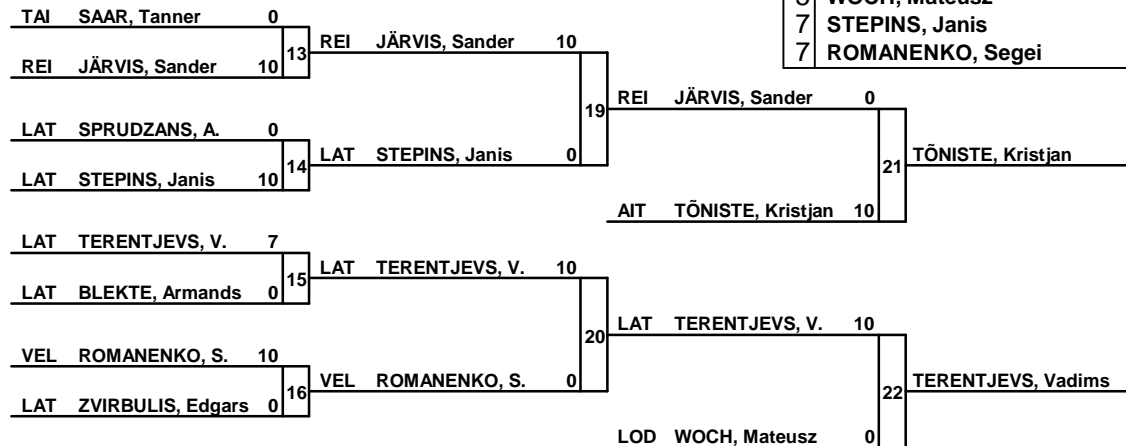 TAI SAAR, Tanner 0
WOCH, Mateusz
7 STEPINS, Janis
7 ROMANENKO, Segei
13 REI JÄRVIS, Sander 10
REI JÄRVIS, Sander 10
19 REI JÄRVIS, Sander 0
LAT SPRUDZANS, A. 0
14 LAT STEPINS, Janis 0
LAT STEPINS, Janis 10
21 TÕNISTE, Kristjan
AIT TÕNISTE, Kristjan 10
LAT TERENTJEVS, V. 7
15 LAT TERENTJEVS, V. 10
LAT BLEKTE, Armands 0
20 LAT TERENTJEVS, V. 10
VEL ROMANENKO, S. 10
16 VEL ROMANENKO, S. 0
LAT ZVIRBULIS, Edgars 0
22 TERENTJEVS, Vadims
LOD WOCH, Mateusz 0